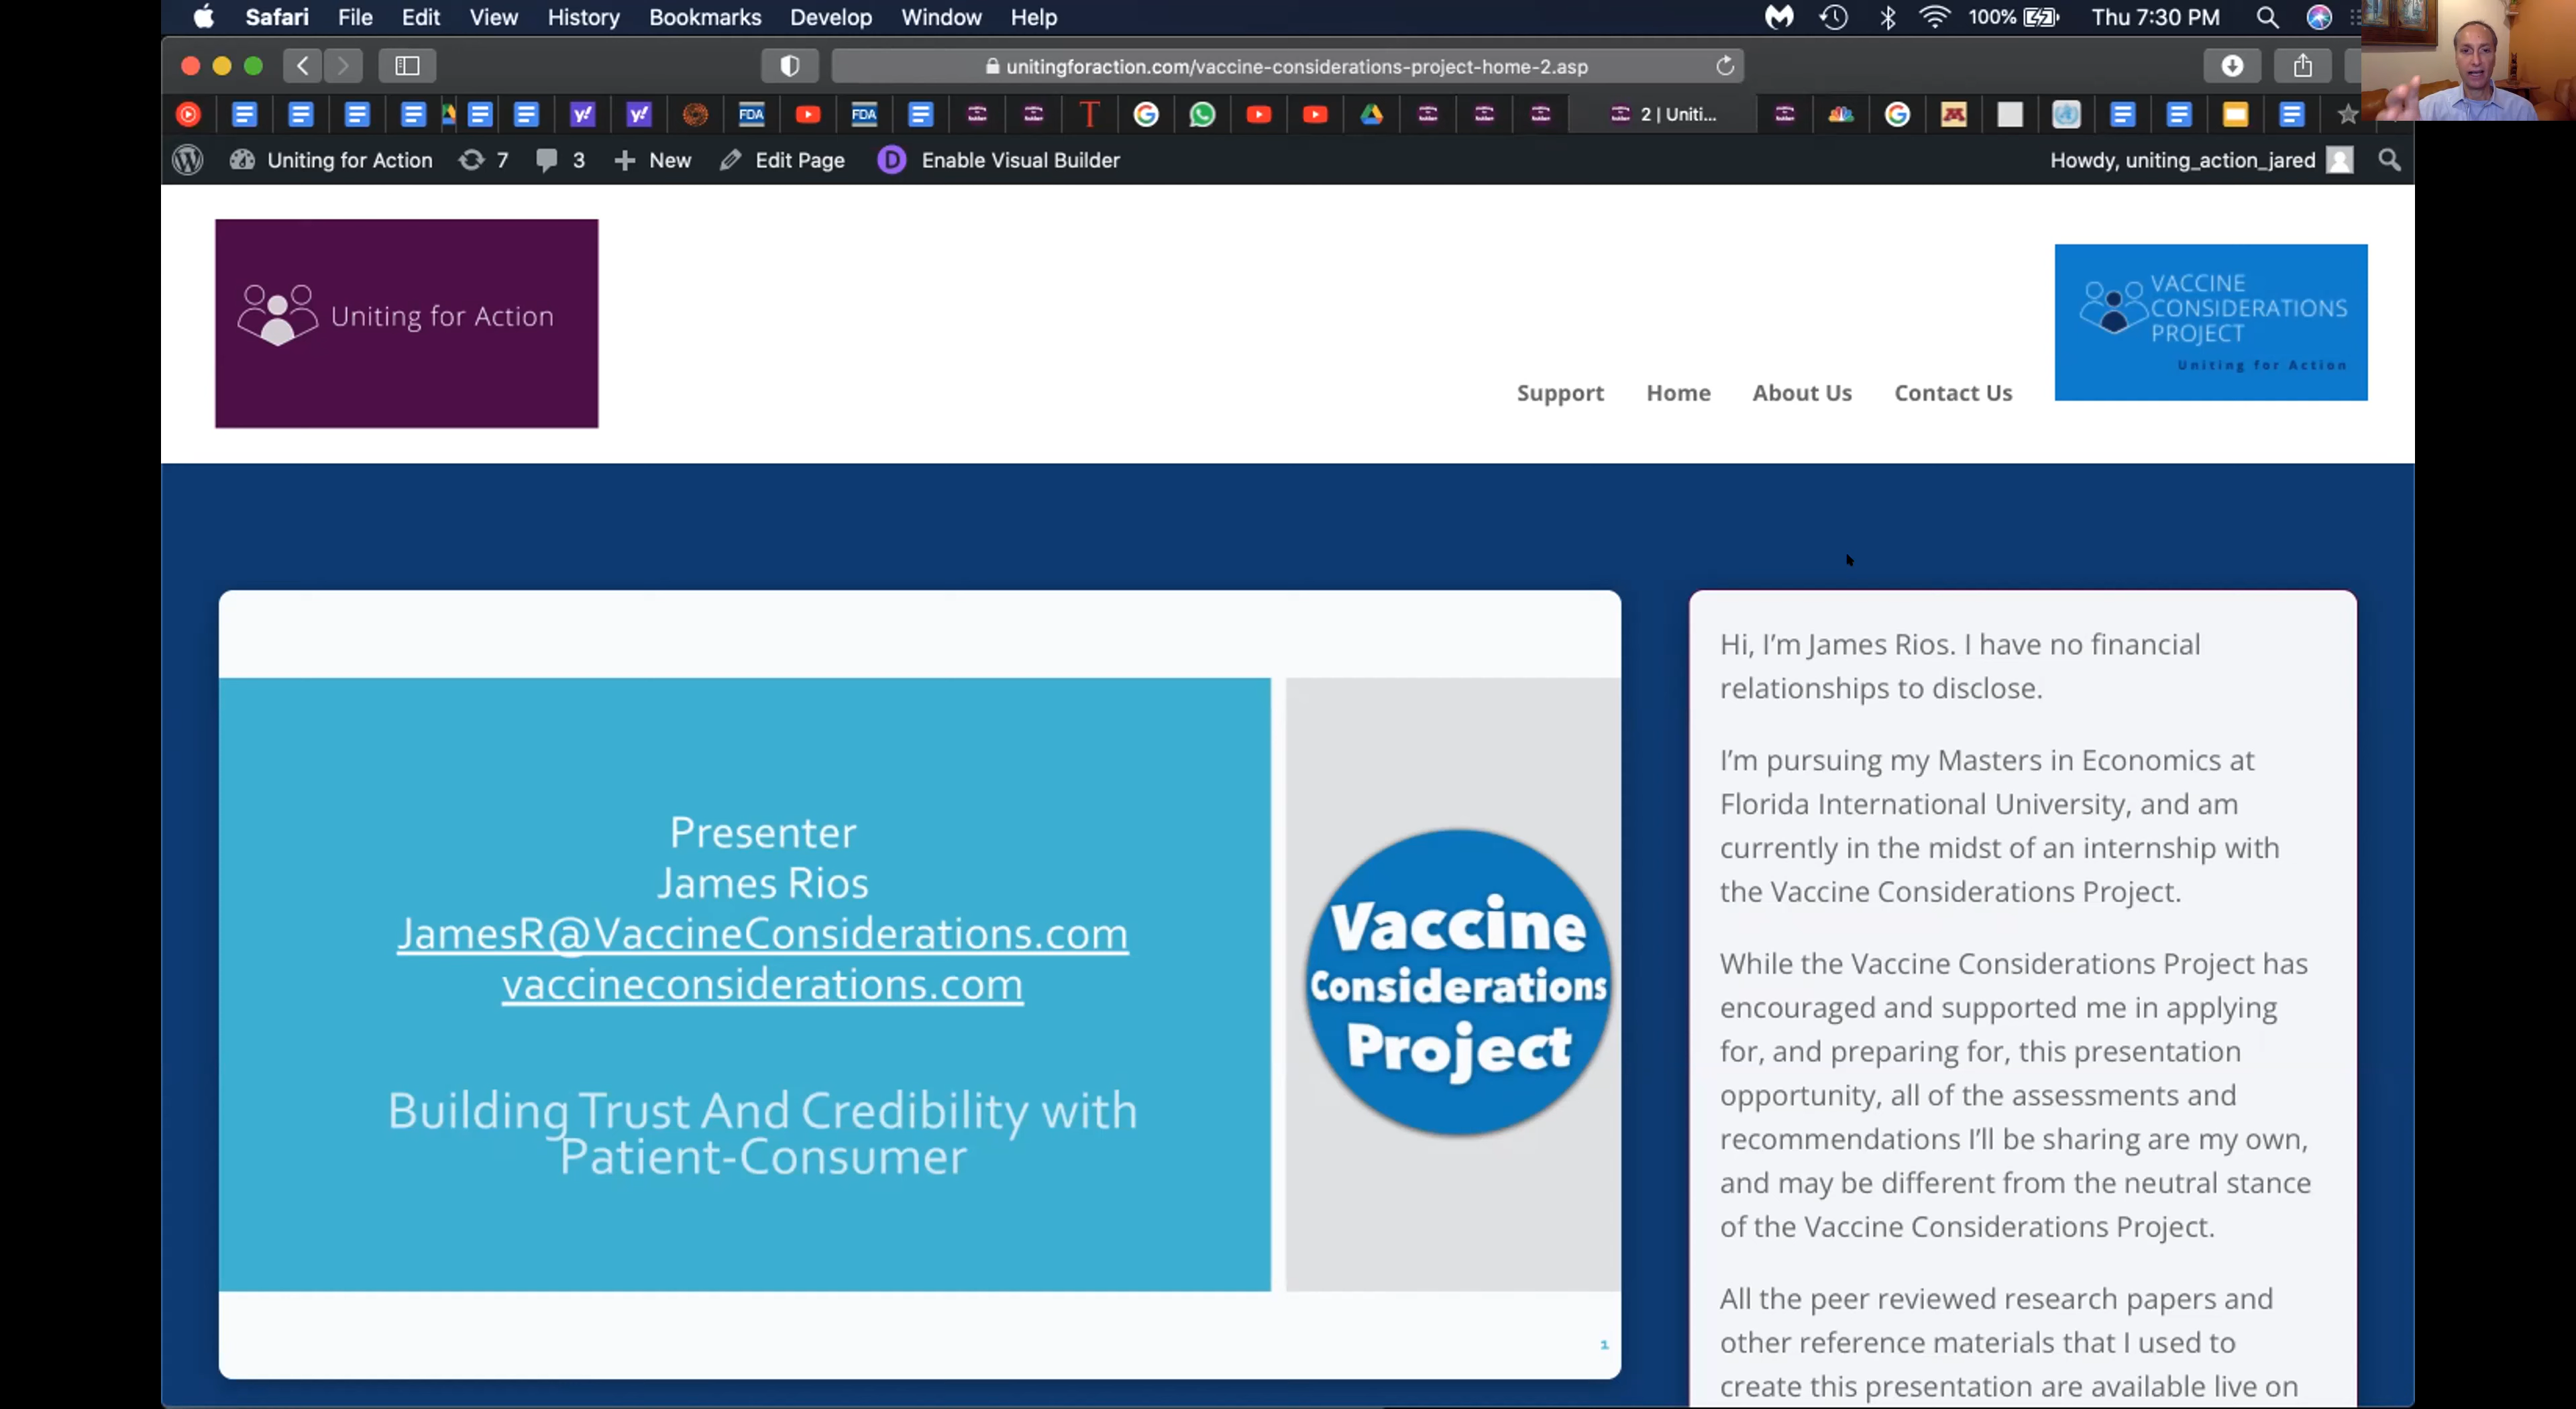 Safari File Edit View History Bookmarks Develop Window Help 100% Thu 7:30 PM
unitingforaction.com/vaccine-considerations-project-home-2.asp
FDA FDA T 2 | Uniti...
Uniting for Action 7 3 New Edit Page D Enable Visual Builder Howdy, uniting_action_jared
Uniting for Action
VACCINE
CONSIDERATIONS
PROJECT
Uniting for Action
Support Home About Us Contact Us
Presenter
James Rios
JamesR@VaccineConsiderations.com
vaccineconsiderations.com
Building Trust And Credibility with
Patient-Consumer
Vaccine
Considerations
Project
1
Hi, I'm James Rios. I have no financial
relationships to disclose.
I'm pursuing my Masters in Economics at
Florida International University, and am
currently in the midst of an internship with
the Vaccine Considerations Project.
While the Vaccine Considerations Project has
encouraged and supported me in applying
for, and preparing for, this presentation
opportunity, all of the assessments and
recommendations I'll be sharing are my own,
and may be different from the neutral stance
of the Vaccine Considerations Project.
All the peer reviewed research papers and
other reference materials that I used to
create this presentation are available live on